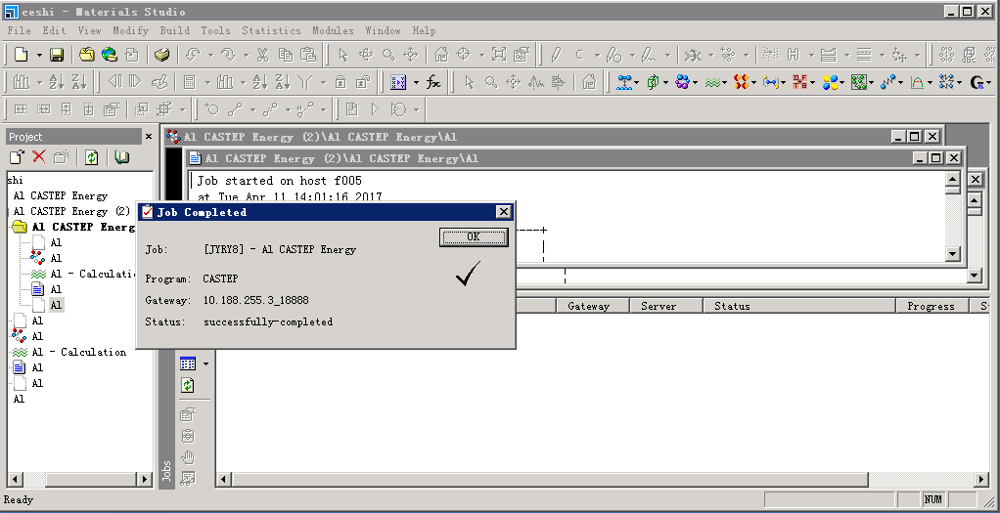 ceshi - Materials Studio
File Edit View Modify Build Tools Statistics Modules Window Help
Project
shi
Al CASTEP Energy
Al CASTEP Energy (2)
Al CASTEP Energ
Al
Al
Al - Calculati
Al
Al
Al
Al
Al - Calculation
Al
Al
Al
Al CASTEP Energy (2)\Al CASTEP Energy\Al
Al CASTEP Energy (2)\Al CASTEP Energy\Al
Job started on host f005
at Tue Apr 11 14:01:16 2017
Job Completed
OK
Job: [JYRY8] - Al CASTEP Energy
Program: CASTEP
Gateway: 10.188.255.3_18888
Status: successfully-completed
Gateway Server Status Progress S
Jobs
Ready
NUM